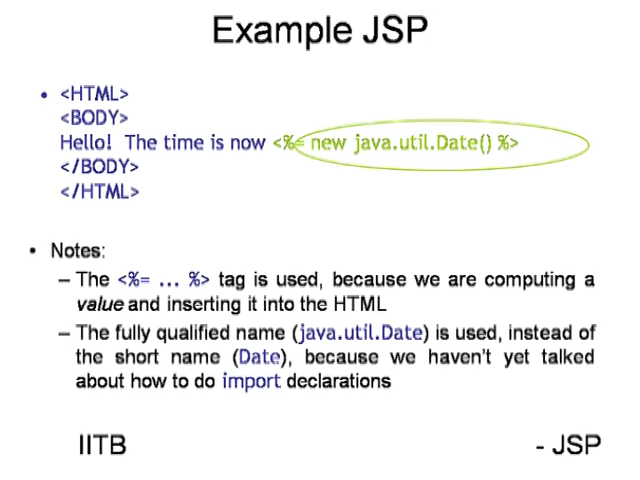 Example JSP
• <HTML>
<BODY>
Hello! The time is now <%= new java.util.Date() %>
</BODY>
</HTML>
• Notes:
– The <%= ... %> tag is used, because we are computing a
value and inserting it into the HTML
– The fully qualified name (java.util.Date) is used, instead of
the short name (Date), because we haven't yet talked
about how to do import declarations
IITB - JSP